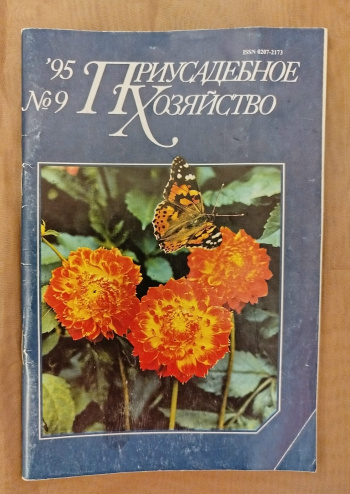 ISSN 0207-2173
'95 ПРИУСАДЕБНОЕ
№9 ХОЗЯЙСТВО